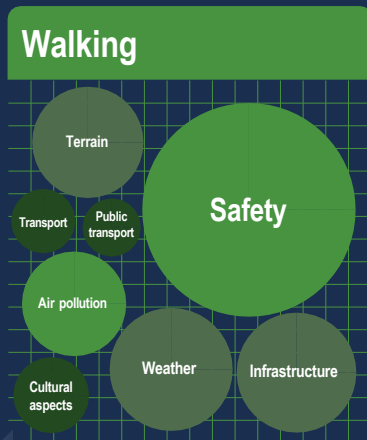 Walking
Terrain
Safety
Transport
Public
transport
Air pollution
Weather
Infrastructure
Cultural
aspects